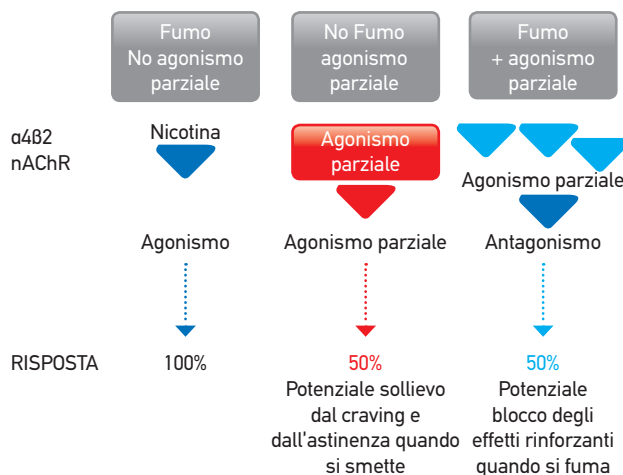 Fumo
No agonismo
parziale
No Fumo
agonismo
parziale
Fumo
+ agonismo
parziale
α4ß2
nAChR
Nicotina
Agonismo
parziale
Agonismo parziale
Agonismo
Agonismo parziale
Antagonismo
RISPOSTA
100%
50%
Potenziale sollievo
dal craving e
dall'astinenza quando
si smette
50%
Potenziale
blocco degli
effetti rinforzanti
quando si fuma